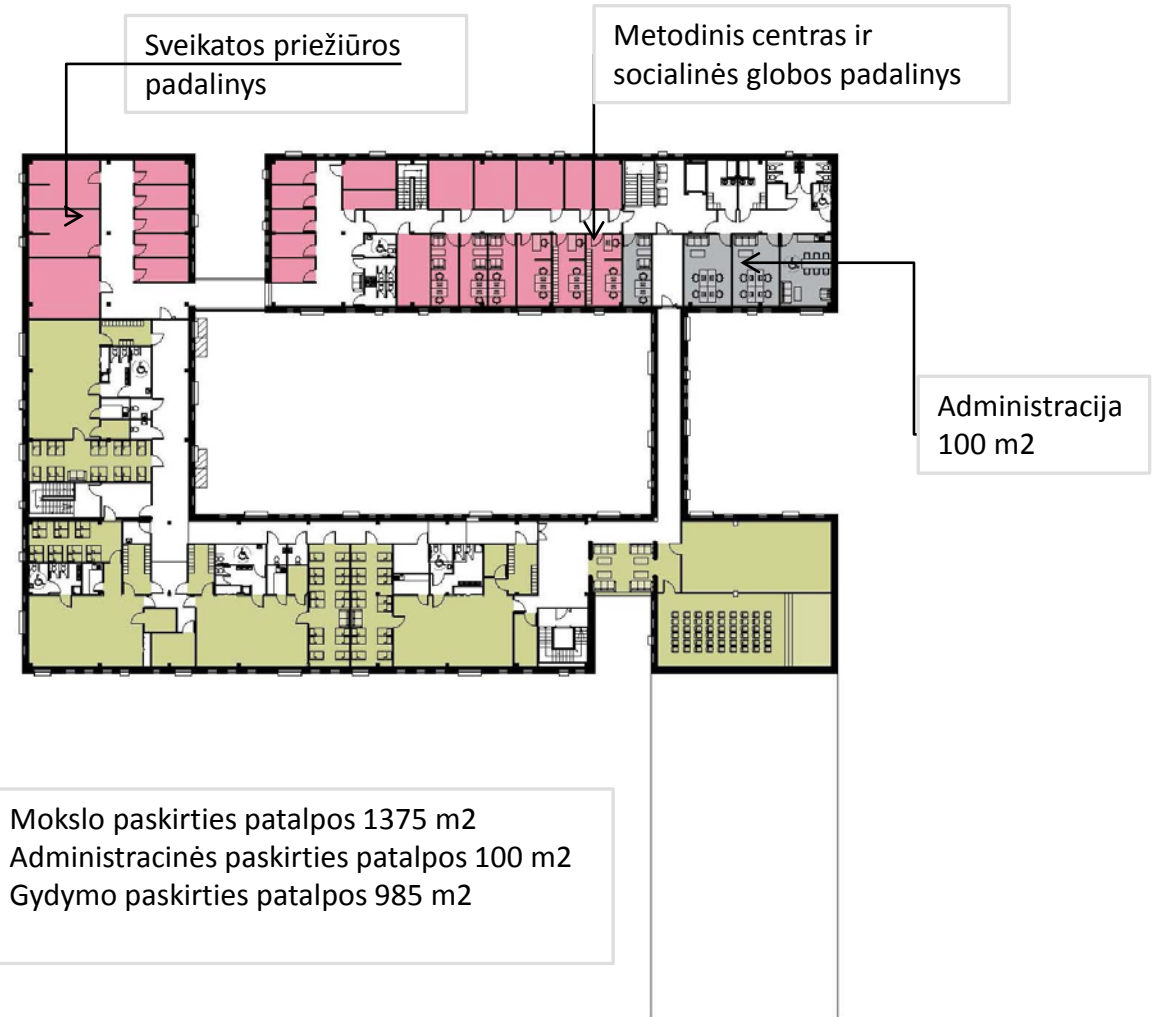 Sveikatos priežiūros
padalinys
Metodinis centras ir
socialinės globos padalinys
Administracija
100 m2
Mokslo paskirties patalpos 1375 m2
Administracinės paskirties patalpos 100 m2
Gydymo paskirties patalpos 985 m2